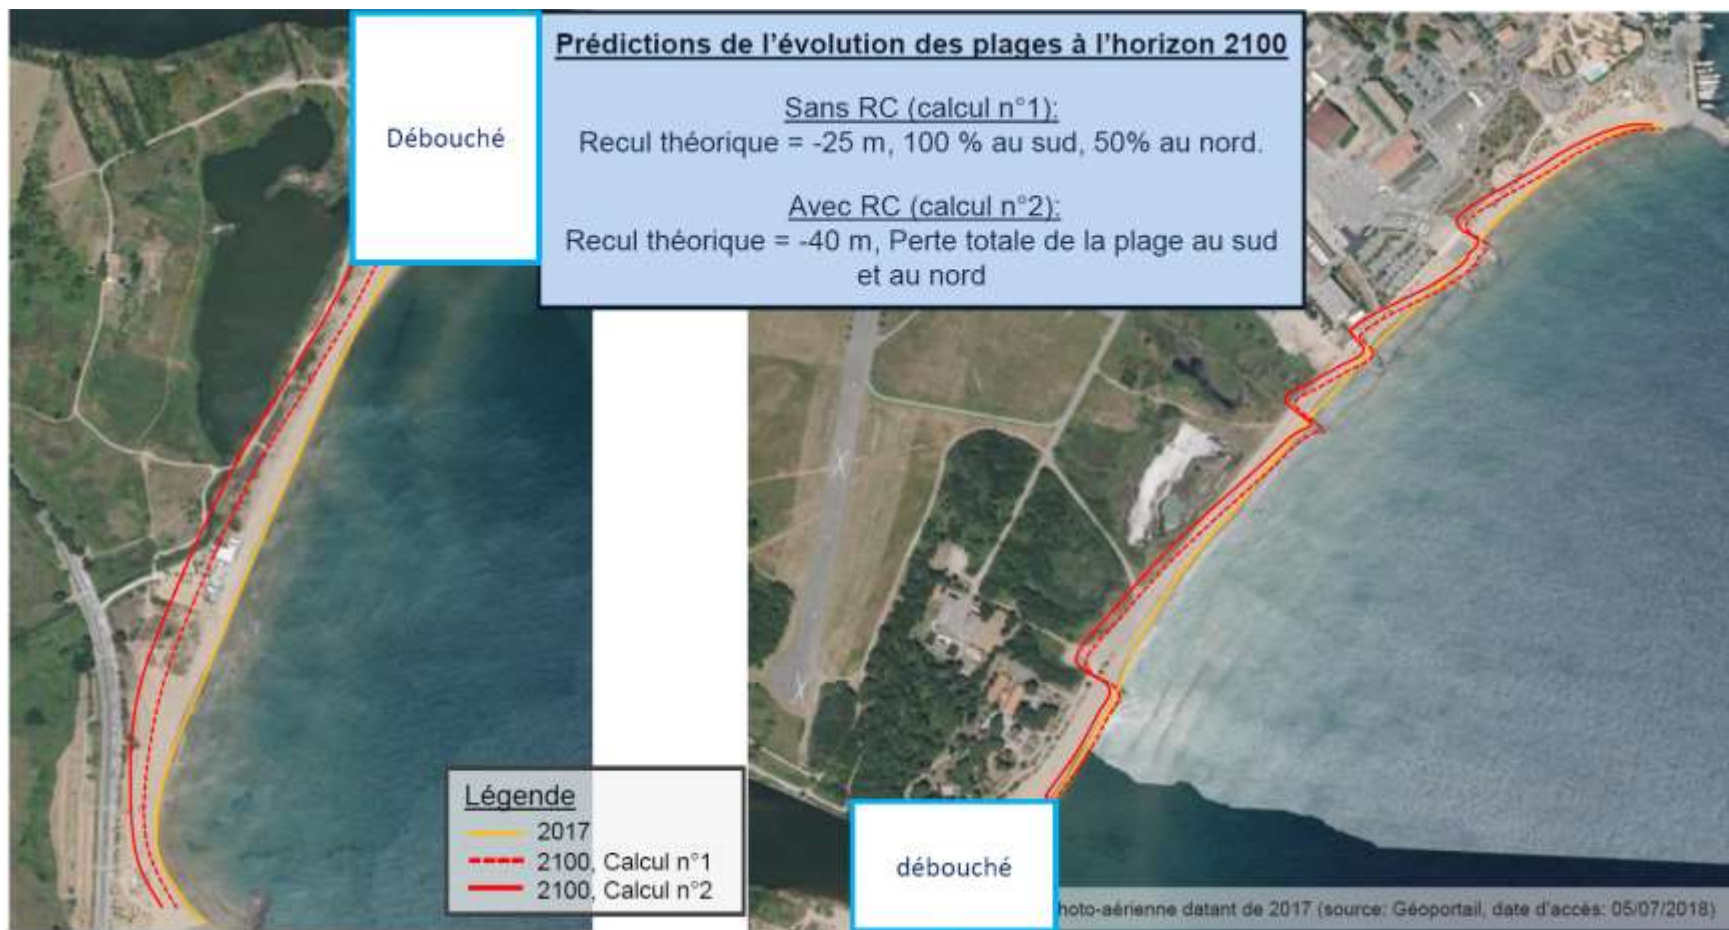 Prédictions de l'évolution des plages à l'horizon 2100
Sans RC (calcul n°1):
Recul théorique = -25 m, 100 % au sud, 50% au nord.
Avec RC (calcul n°2):
Recul théorique = -40 m, Perte totale de la plage au sud
et au nord
Débouché
Légende
2017
2100, Calcul n°1
2100, Calcul n°2
débouché
hoto-aérienne datant de 2017 (source: Géoportail, date d'accès: 05/07/2018)